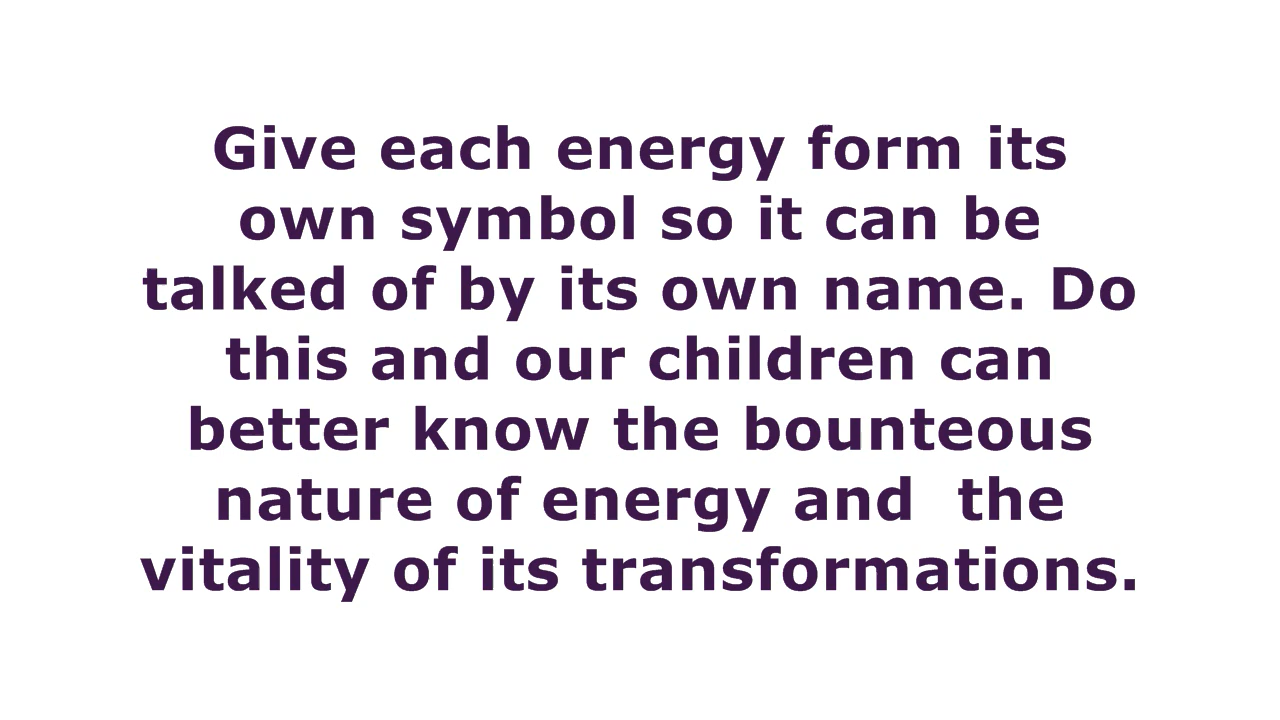 Give each energy form its
own symbol so it can be
talked of by its own name. Do
this and our children can
better know the bounteous
nature of energy and  the
vitality of its transformations.